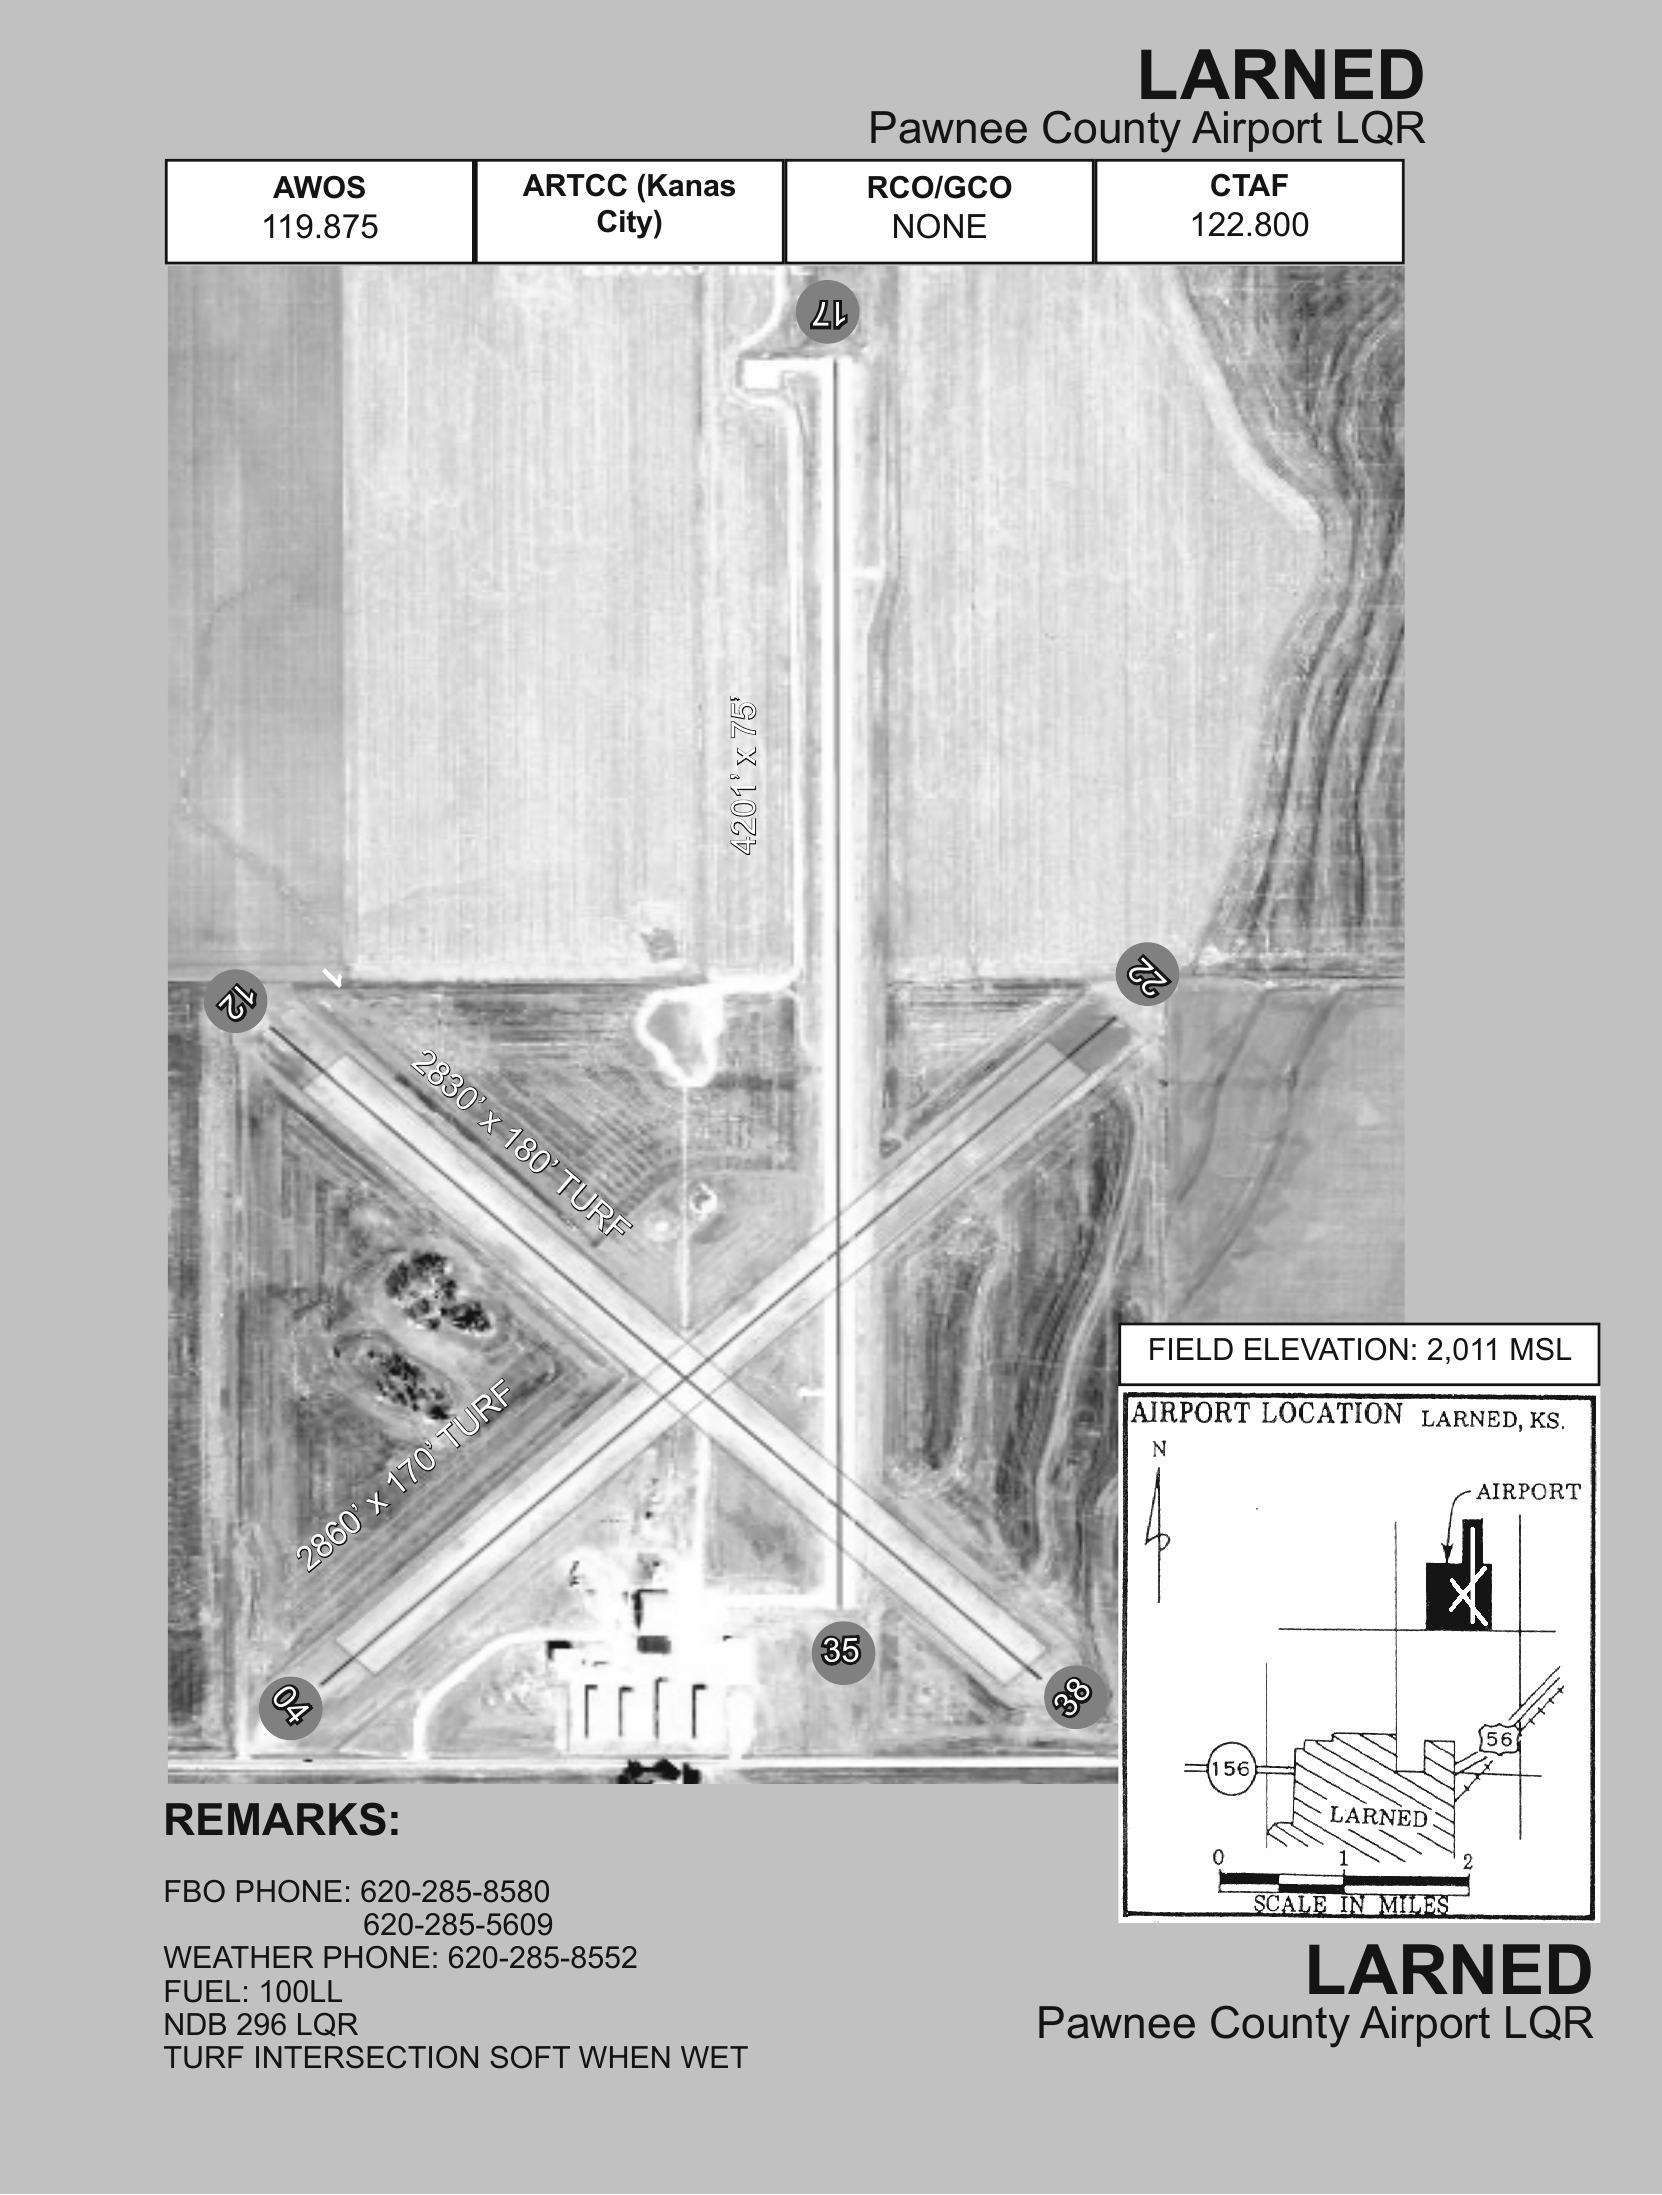 LARNED
Pawnee County Airport LQR
AWOS
119.875
ARTCC (Kanas
City)
RCO/GCO
NONE
CTAF
122.800
17
4201' x 75'
12
22
2830' x 180' TURF
2860' x 170' TURF
04
35
38
FIELD ELEVATION: 2,011 MSL
AIRPORT LOCATION LARNED, KS.
N
AIRPORT
56
156
LARNED
0 1 2
SCALE IN MILES
REMARKS:
FBO PHONE: 620-285-8580
620-285-5609
WEATHER PHONE: 620-285-8552
FUEL: 100LL
NDB 296 LQR
TURF INTERSECTION SOFT WHEN WET
LARNED
Pawnee County Airport LQR